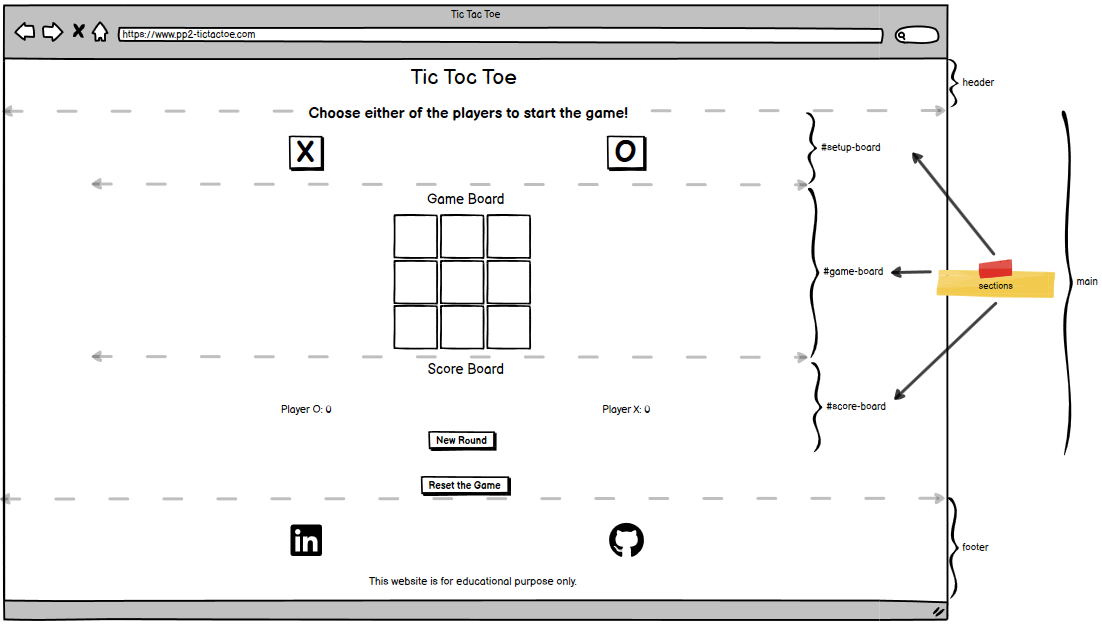 Tic Tac Toe
https://www.pp2-tictactoe.com
Tic Toc Toe
header
Choose either of the players to start the game!
X O
#setup-board
Game Board
#game-board
sections
main
Score Board
Player O: 0 Player X: 0
#score-board
New Round
Reset the Game
in
footer
This website is for educational purpose only.